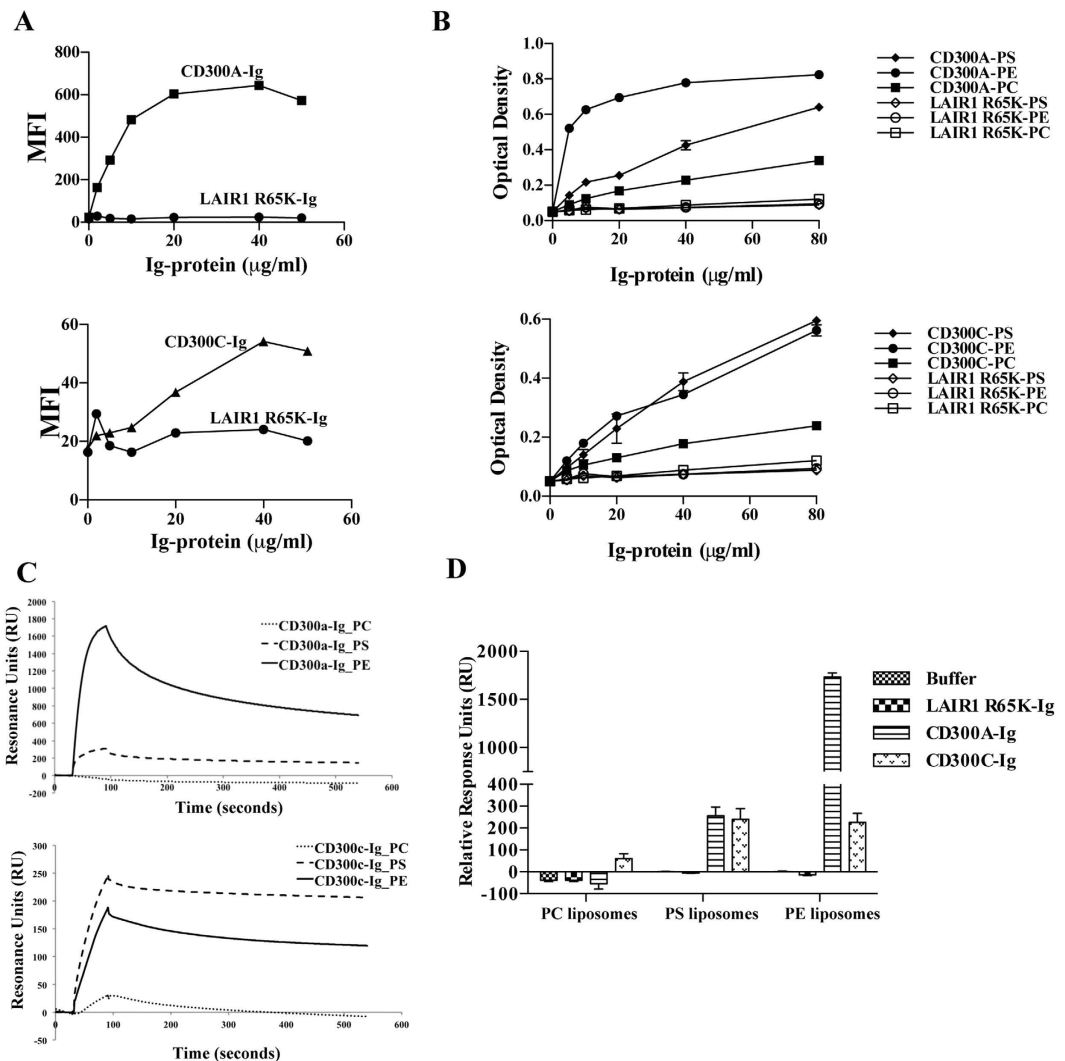 A
800
600
400
200
0
MFI
CD300A-Ig
LAIR1 R65K-Ig
0
20
40
60
Ig-protein (μg/ml)
60
40
20
0
MFI
CD300C-Ig
LAIR1 R65K-Ig
0
20
40
60
Ig-protein (μg/ml)
B
1.0
0.8
0.6
0.4
0.2
0.0
Optical Density
0
20
40
60
80
Ig-protein (μg/ml)
CD300A-PS
CD300A-PE
CD300A-PC
LAIR1 R65K-PS
LAIR1 R65K-PE
LAIR1 R65K-PC
0.6
0.4
0.2
0.0
Optical Density
0
20
40
60
80
Ig-protein (μg/ml)
CD300C-PS
CD300C-PE
CD300C-PC
LAIR1 R65K-PS
LAIR1 R65K-PE
LAIR1 R65K-PC
C
2000
1800
1600
1400
1200
1000
800
600
400
200
0
-200
Resonance Units (RU)
CD300a-Ig_PC
CD300a-Ig_PS
CD300a-Ig_PE
0
100
200
300
400
500
600
Time (seconds)
300
250
200
150
100
50
0
-50
Resonance Units (RU)
CD300c-Ig_PC
CD300c-Ig_PS
CD300c-Ig_PE
0
100
200
300
400
500
600
Time (seconds)
D
2000
1500
1000
400
300
200
100
0
-100
Relative Response Units (RU)
PC liposomes
PS liposomes
PE liposomes
Buffer
LAIR1 R65K-Ig
CD300A-Ig
CD300C-Ig